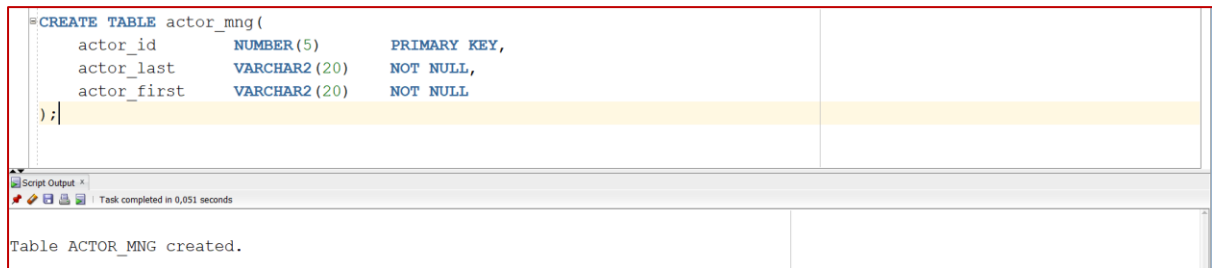 CREATE TABLE actor_mng(
actor_id NUMBER(5) PRIMARY KEY,
actor_last VARCHAR2(20) NOT NULL,
actor_first VARCHAR2(20) NOT NULL
);
Script Output ×
Task completed in 0,051 seconds
Table ACTOR_MNG created.